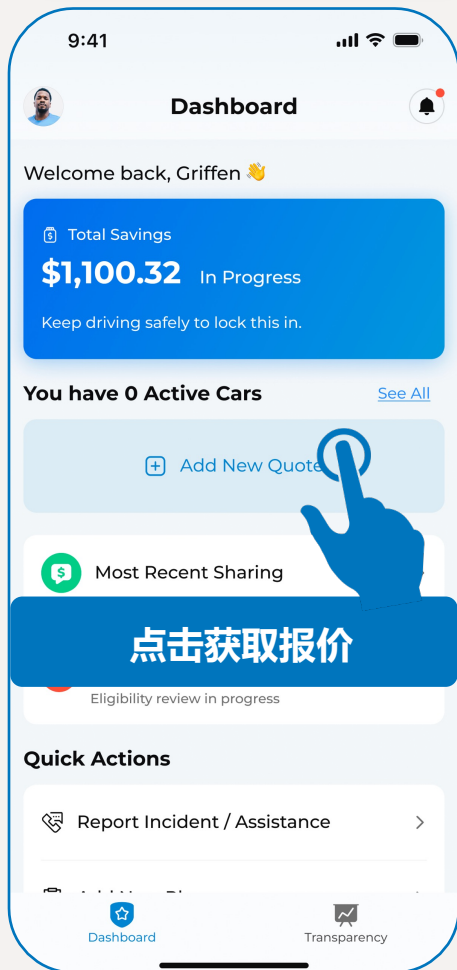 9:41
Dashboard
Welcome back, Griffen 👋
Total Savings
$1,100.32 In Progress
Keep driving safely to lock this in.
You have 0 Active Cars See All
Add New Quote
Most Recent Sharing
点击获取报价
Eligibility review in progress
Quick Actions
Report Incident / Assistance
Dashboard Transparency